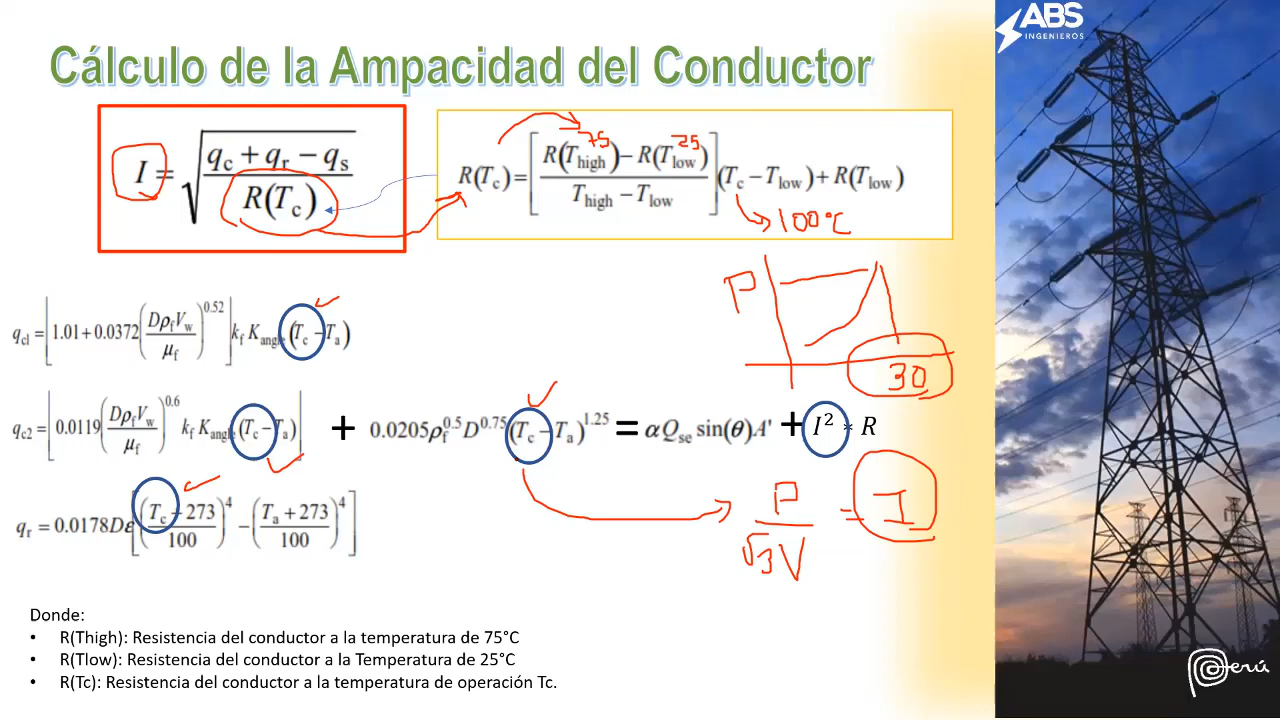 ABS
INGENIEROS
Cálculo de la Ampacidad del Conductor
I = √((q_c + q_r − q_s) / R(T_c))
R(T_c) = [(R(T_high) − R(T_low)) / (T_high − T_low)] (T_c − T_low) + R(T_low)
75 25
100°C
P
30
q_c1 = [1.01 + 0.0372 (Dρ_f V_w / μ_f)^0.52] k_f K_angle (T_c − T_a)
q_c2 = [0.0119 (Dρ_f V_w / μ_f)^0.6 k_f K_angle (T_c − T_a)] + 0.0205ρ_f^0.5 D^0.75 (T_c − T_a)^1.25 = αQ_se sin(θ)A' + I² * R
q_r = 0.0178Dε [((T_c + 273) / 100)^4 − ((T_a + 273) / 100)^4]
P / √3 V = I
Donde:
• R(Thigh): Resistencia del conductor a la temperatura de 75°C
• R(Tlow): Resistencia del conductor a la Temperatura de 25°C
• R(Tc): Resistencia del conductor a la temperatura de operación Tc.
Perú